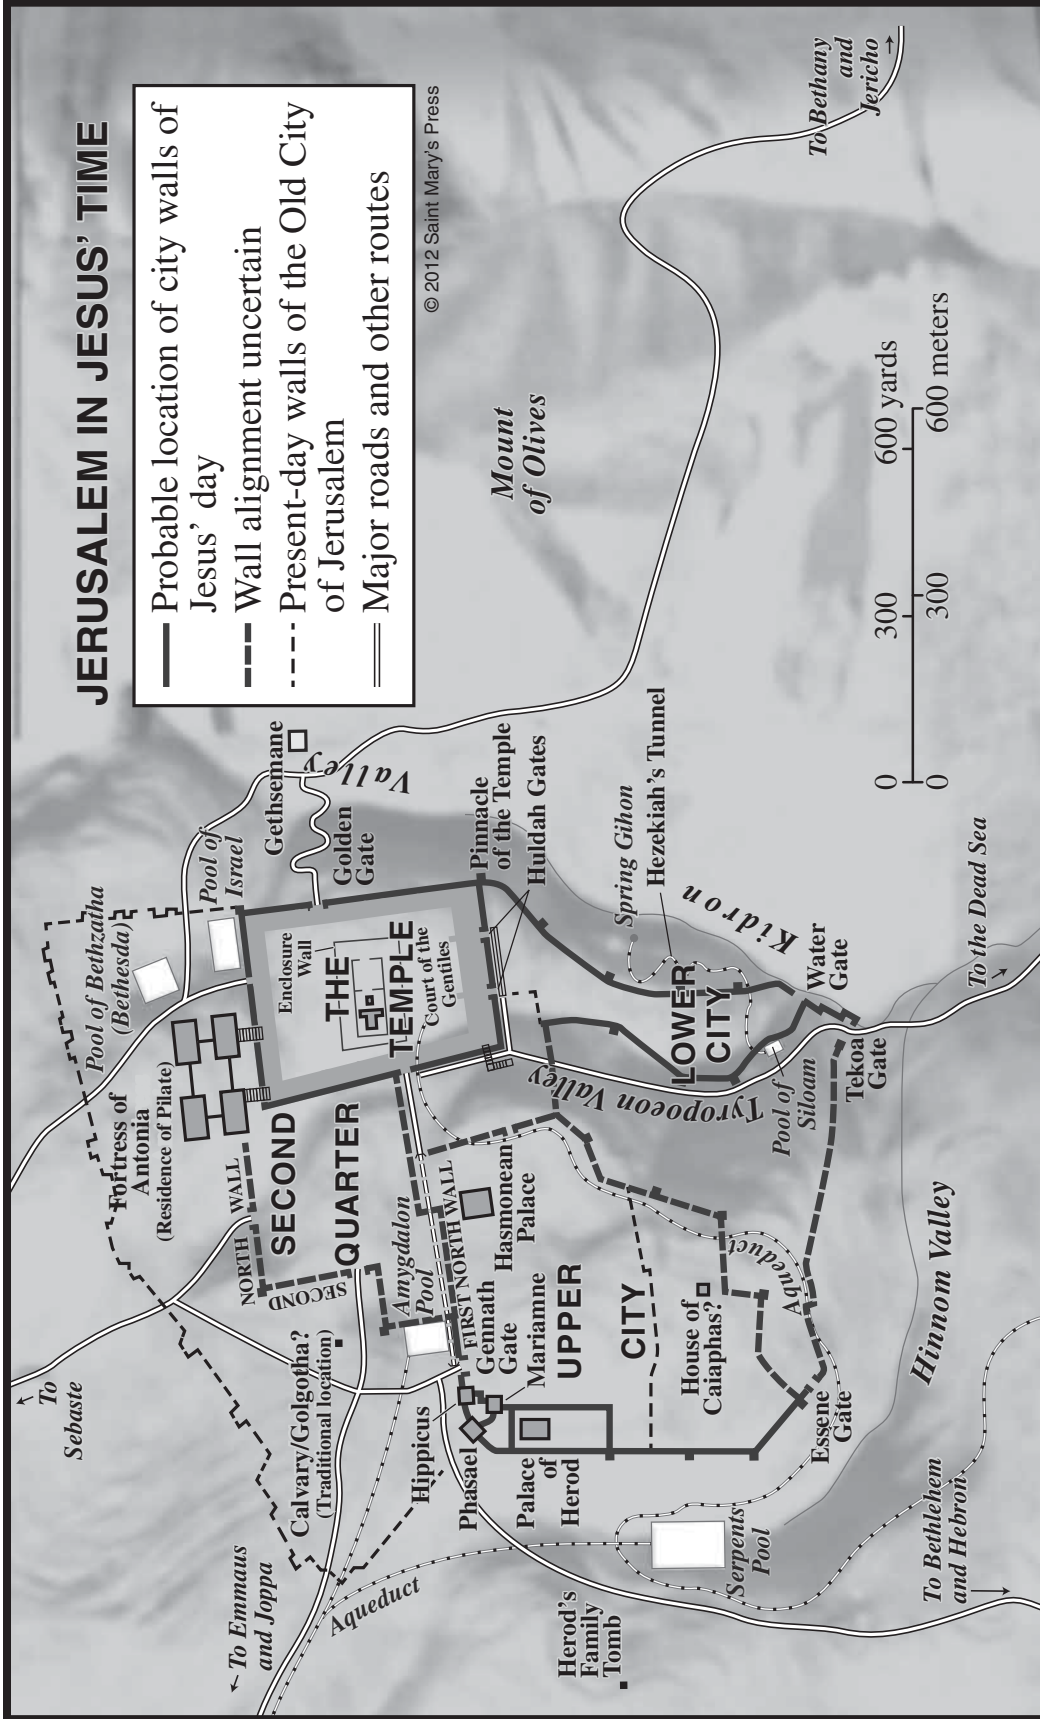 JERUSALEM IN JESUS' TIME
Probable location of city walls of
Jesus' day
Wall alignment uncertain
Present-day walls of the Old City
of Jerusalem
Major roads and other routes
© 2012 Saint Mary's Press
To Emmaus
and Joppa
To
Sebaste
Calvary/Golgotha?
(Traditional location)
Fortress of
Antonia
(Residence of Pilate)
Pool of Bethzatha
(Bethesda)
Pool of
Israel
Gethsemane
Golden
Gate
Valley
NORTH WALL
SECOND
SECOND
QUARTER
Enclosure
Wall
THE
TEMPLE
Court of the
Gentiles
Pinnacle
of the Temple
Huldah Gates
Mount
of Olives
To Bethany
and
Jericho
Aqueduct
Hippicus
Phasael
Amygdalon
Pool
FIRST NORTH WALL
Gennath
Gate
Mariamne
Hasmonean
Palace
Palace
of
Herod
UPPER
CITY
House of
Caiaphas?
Aqueduct
Tyropoeon Valley
LOWER
CITY
Spring Gihon
Hezekiah's Tunnel
Kidron
Water
Gate
Pool of
Siloam
Tekoa
Gate
Essene
Gate
Herod's
Family
Tomb
Serpents
Pool
Hinnom Valley
To Bethlehem
and Hebron
To the Dead Sea
0 300 600 yards
0 300 600 meters